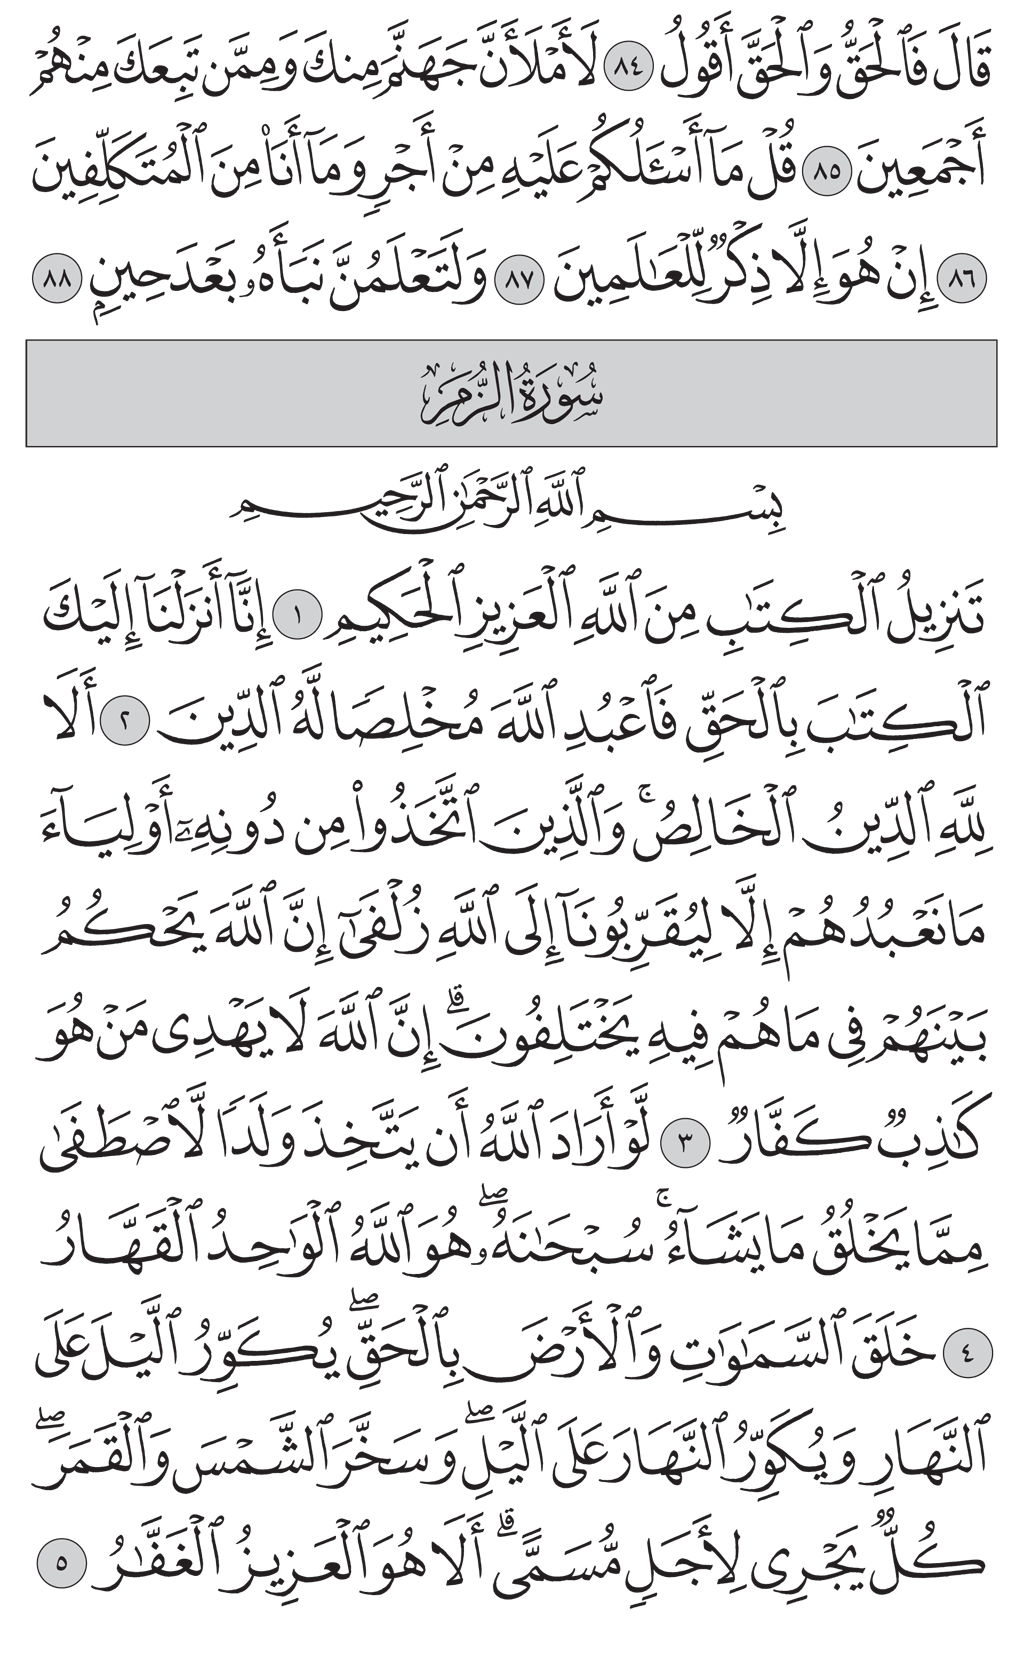 قَالَ فَٱلْحَقُّ وَٱلْحَقَّ أَقُولُ ٨٤ لَأَمْلَأَنَّ جَهَنَّمَ مِنكَ وَمِمَّن تَبِعَكَ مِنْهُمْ
أَجْمَعِينَ ٨٥ قُلْ مَآ أَسْـَٔلُكُمْ عَلَيْهِ مِنْ أَجْرٍ وَمَآ أَنَا۠ مِنَ ٱلْمُتَكَلِّفِينَ
٨٦ إِنْ هُوَ إِلَّا ذِكْرٌ لِّلْعَـٰلَمِينَ ٨٧ وَلَتَعْلَمُنَّ نَبَأَهُۥ بَعْدَ حِينٍۭ ٨٨
سُورَةُ الزُّمَرِ
بِسْمِ ٱللَّهِ ٱلرَّحْمَـٰنِ ٱلرَّحِيمِ
تَنزِيلُ ٱلْكِتَـٰبِ مِنَ ٱللَّهِ ٱلْعَزِيزِ ٱلْحَكِيمِ ١ إِنَّآ أَنزَلْنَآ إِلَيْكَ
ٱلْكِتَـٰبَ بِٱلْحَقِّ فَٱعْبُدِ ٱللَّهَ مُخْلِصًا لَّهُ ٱلدِّينَ ٢ أَلَا
لِلَّهِ ٱلدِّينُ ٱلْخَالِصُ ۚ وَٱلَّذِينَ ٱتَّخَذُوا۟ مِن دُونِهِۦٓ أَوْلِيَآءَ
مَا نَعْبُدُهُمْ إِلَّا لِيُقَرِّبُونَآ إِلَى ٱللَّهِ زُلْفَىٰٓ إِنَّ ٱللَّهَ يَحْكُمُ
بَيْنَهُمْ فِى مَا هُمْ فِيهِ يَخْتَلِفُونَ ۗ إِنَّ ٱللَّهَ لَا يَهْدِى مَنْ هُوَ
كَـٰذِبٌ كَفَّارٌ ٣ لَّوْ أَرَادَ ٱللَّهُ أَن يَتَّخِذَ وَلَدًا لَّٱصْطَفَىٰ
مِمَّا يَخْلُقُ مَا يَشَآءُ ۚ سُبْحَـٰنَهُۥ ۖ هُوَ ٱللَّهُ ٱلْوَٰحِدُ ٱلْقَهَّارُ
٤ خَلَقَ ٱلسَّمَـٰوَٰتِ وَٱلْأَرْضَ بِٱلْحَقِّ ۖ يُكَوِّرُ ٱلَّيْلَ عَلَى
ٱلنَّهَارِ وَيُكَوِّرُ ٱلنَّهَارَ عَلَى ٱلَّيْلِ ۖ وَسَخَّرَ ٱلشَّمْسَ وَٱلْقَمَرَ ۖ
كُلٌّ يَجْرِى لِأَجَلٍ مُّسَمًّى ۗ أَلَا هُوَ ٱلْعَزِيزُ ٱلْغَفَّـٰرُ ٥